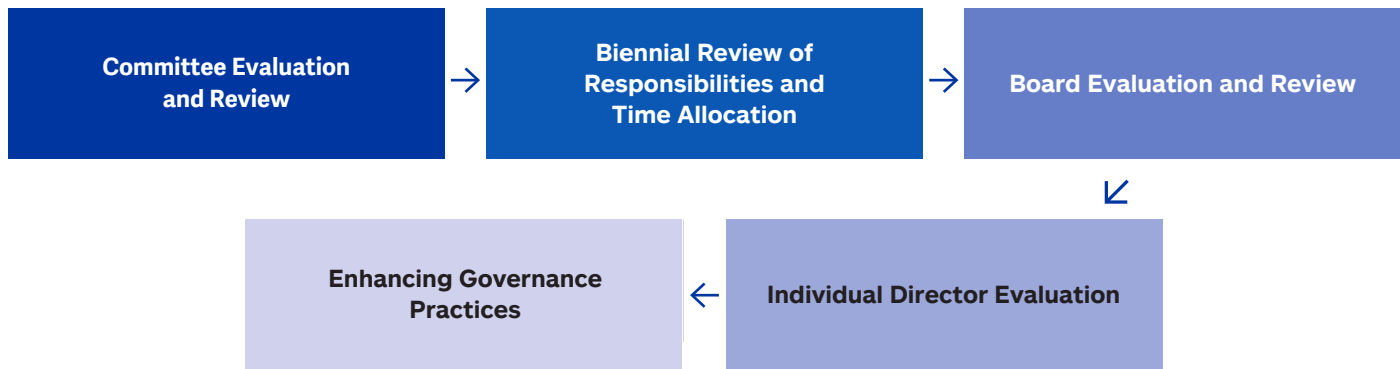 Committee Evaluation
and Review
Biennial Review of
Responsibilities and
Time Allocation
Board Evaluation and Review
Individual Director Evaluation
Enhancing Governance
Practices